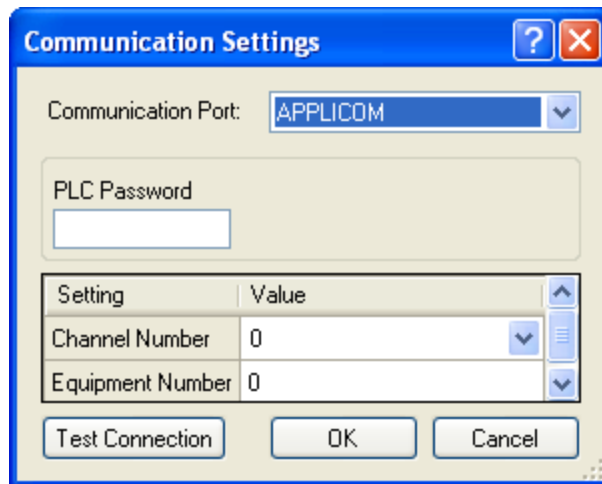 Communication Settings
Communication Port: APPLICOM
PLC Password
Setting Value
Channel Number 0
Equipment Number 0
Test Connection OK Cancel